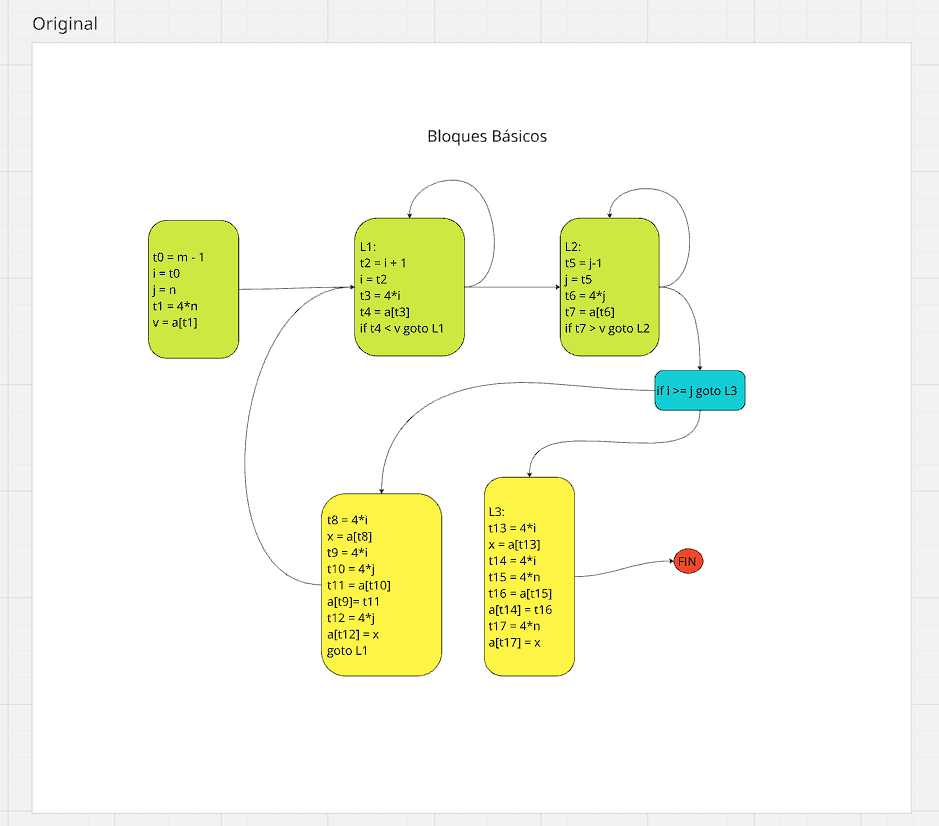 Original
Bloques Básicos
t0 = m - 1
i = t0
j = n
t1 = 4*n
v = a[t1]
L1:
t2 = i + 1
i = t2
t3 = 4*i
t4 = a[t3]
if t4 < v goto L1
L2:
t5 = j-1
j = t5
t6 = 4*j
t7 = a[t6]
if t7 > v goto L2
if i >= j goto L3
t8 = 4*i
x = a[t8]
t9 = 4*i
t10 = 4*j
t11 = a[t10]
a[t9]= t11
t12 = 4*j
a[t12] = x
goto L1
L3:
t13 = 4*i
x = a[t13]
t14 = 4*i
t15 = 4*n
t16 = a[t15]
a[t14] = t16
t17 = 4*n
a[t17] = x
FIN